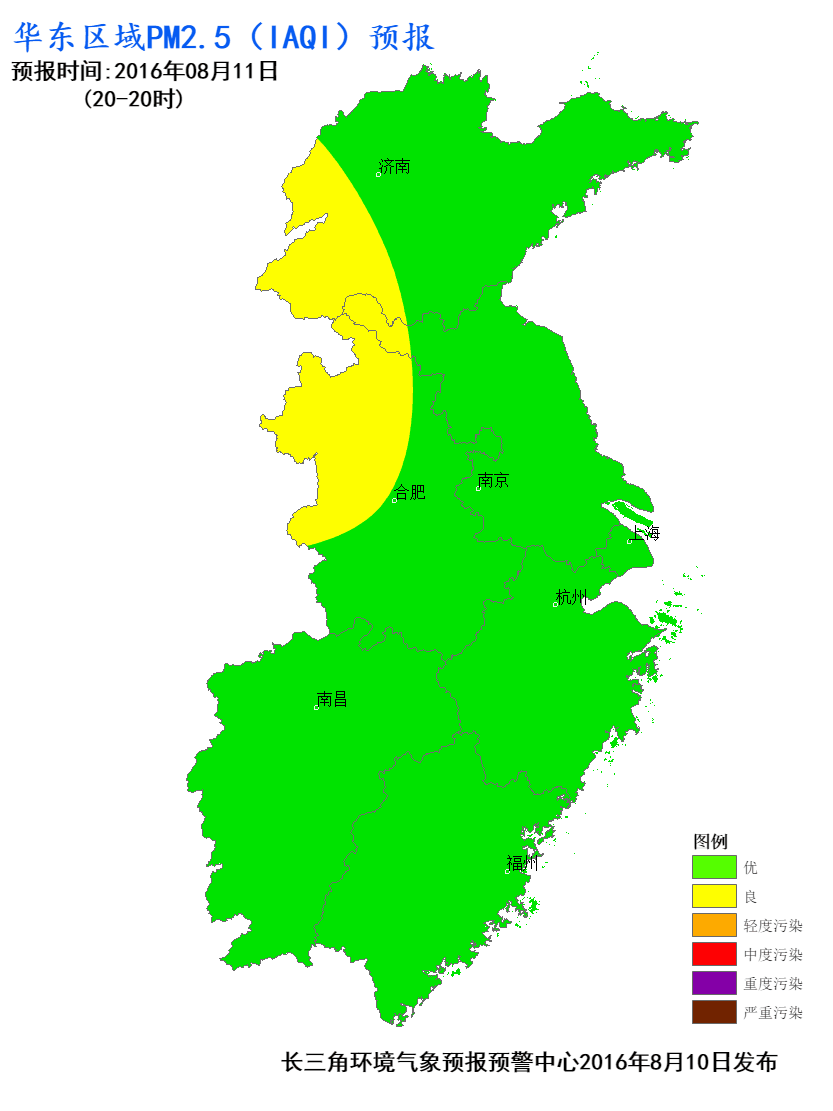 华东区域PM2.5（IAQI）预报
预报时间:2016年08月11日
(20-20时)
济南
合肥
南京
上海
杭州
南昌
福州
图例
优
良
轻度污染
中度污染
重度污染
严重污染
长三角环境气象预报预警中心2016年8月10日发布